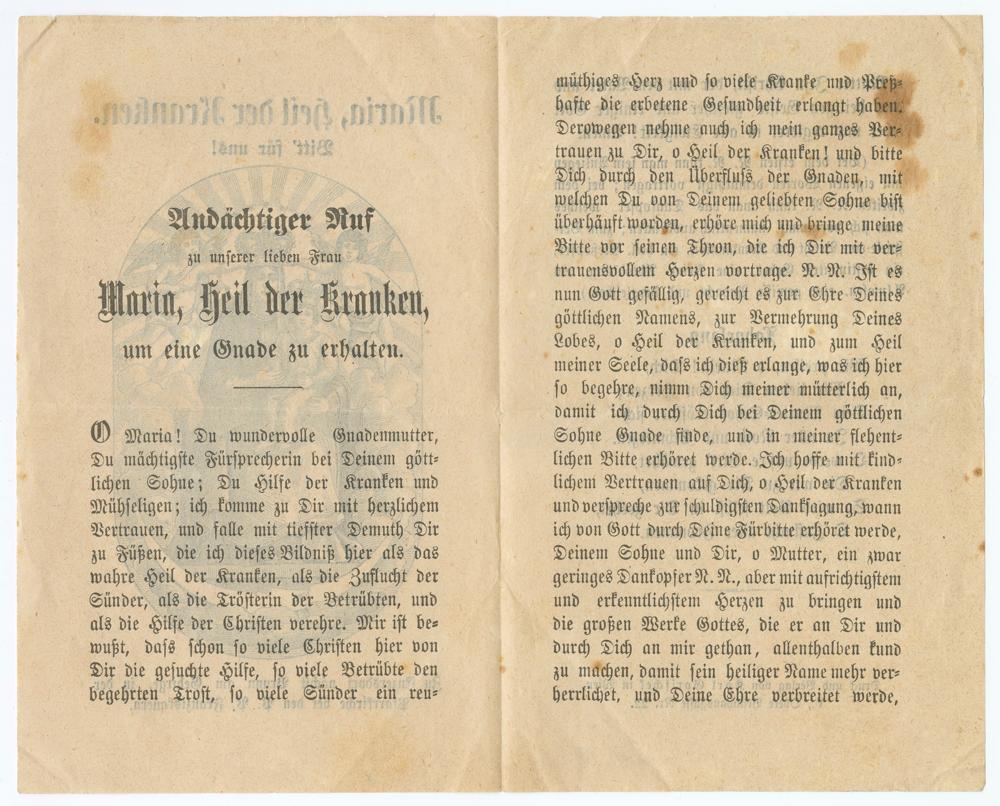 Andächtiger Ruf
zu unserer lieben Frau
Maria, Heil der Kranken,
um eine Gnade zu erhalten.
O Maria! Du wundervolle Gnadenmutter,
Du mächtigste Fürsprecherin bei Deinem gött-
lichen Sohne; Du Hilfe der Kranken und
Mühseligen; ich komme zu Dir mit herzlichem
Vertrauen, und falle mit tiefster Demuth Dir
zu Füßen, die ich dieses Bildniß hier als das
wahre Heil der Kranken, als die Zuflucht der
Sünder, als die Trösterin der Betrübten, und
als die Hilfe der Christen verehre. Mir ist be-
wußt, dass schon so viele Christen hier von
Dir die gesuchte Hilfe, so viele Betrübte den
begehrten Trost, so viele Sünder ein reu-
müthiges Herz und so viele Kranke und Preß-
hafte die erbetene Gesundheit erlangt haben.
Derowegen nehme auch ich mein ganzes Ver-
trauen zu Dir, o Heil der Kranken! und bitte
Dich durch den Überfluss der Gnaden, mit
welchen Du von Deinem geliebten Sohne bist
überhäuft worden, erhöre mich und bringe meine
Bitte vor seinen Thron, die ich Dir mit ver-
trauensvollem Herzen vortrage. N. N. Ist es
nun Gott gefällig, gereicht es zur Ehre Deines
göttlichen Namens, zur Vermehrung Deines
Lobes, o Heil der Kranken, und zum Heil
meiner Seele, dass ich dieß erlange, was ich hier
so begehre, nimm Dich meiner mütterlich an,
damit ich durch Dich bei Deinem göttlichen
Sohne Gnade finde, und in meiner flehent-
lichen Bitte erhöret werde. Ich hoffe mit kind-
lichem Vertrauen auf Dich, o Heil der Kranken
und verspreche zur schuldigsten Danksagung, wann
ich von Gott durch Deine Fürbitte erhöret werde,
Deinem Sohne und Dir, o Mutter, ein zwar
geringes Dankopfer N. N., aber mit aufrichtigstem
und erkenntlichstem Herzen zu bringen und
die großen Werke Gottes, die er an Dir und
durch Dich an mir gethan, allenthalben kund
zu machen, damit sein heiliger Name mehr ver-
herrlichet, und Deine Ehre verbreitet werde,